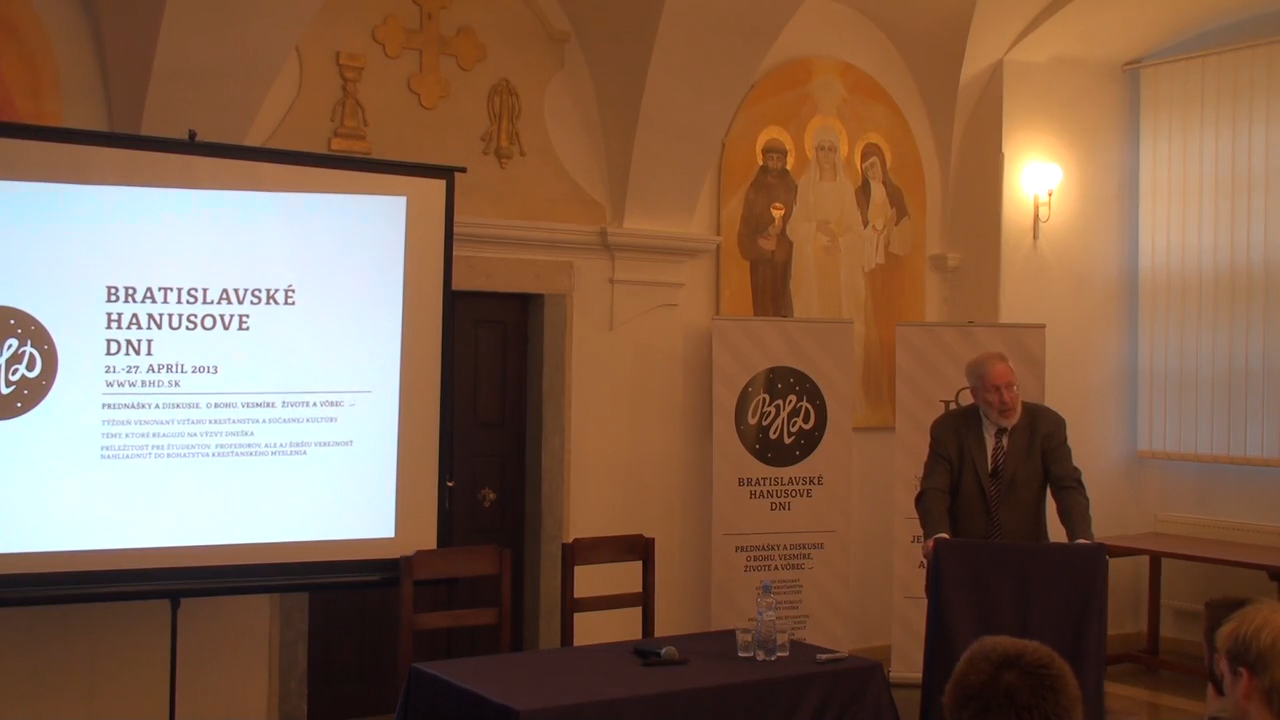 BRATISLAVSKÉ
HANUSOVE
DNI
21.-27. APRÍL 2013
WWW.BHD.SK
PREDNÁŠKY A DISKUSIE, O BOHU, VESMÍRE, ŽIVOTE A VÔBEC
TÝŽDEŇ VENOVANÝ VZŤAHU KRESŤANSTVA A SÚČASNEJ KULTÚRY
TÉMY, KTORÉ REAGUJÚ NA VÝZVY DNEŠKA
PRÍLEŽITOSŤ PRE ŠTUDENTOV, PROFESOROV, ALE AJ ŠIRŠIU VEREJNOSŤ
NAHLIADNUŤ DO BOHATSTVA KRESŤANSKÉHO MYSLENIA
BHD
BRATISLAVSKÉ
HANUSOVE
DNI
PREDNÁŠKY A DISKUSIE
O BOHU, VESMÍRE,
ŽIVOTE A VÔBEC